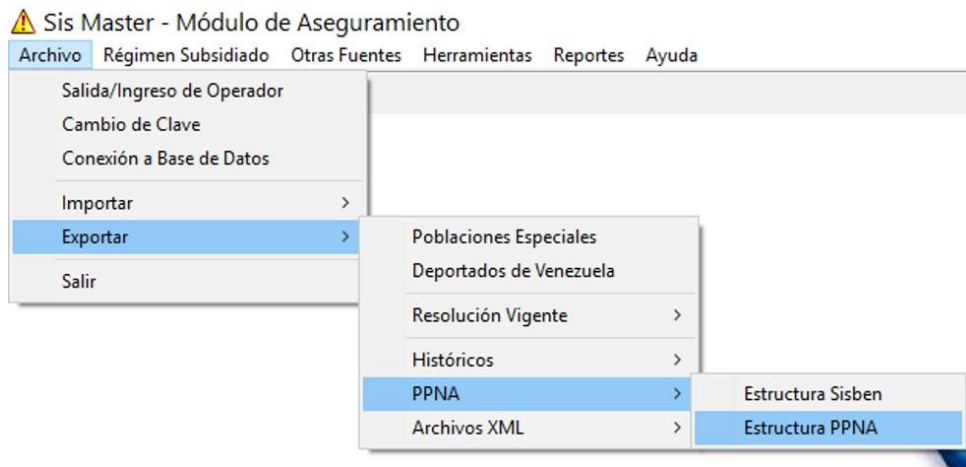 Sis Master - Módulo de Aseguramiento
Archivo Régimen Subsidiado Otras Fuentes Herramientas Reportes Ayuda
Salida/Ingreso de Operador
Cambio de Clave
Conexión a Base de Datos
Importar
Exportar
Salir
Poblaciones Especiales
Deportados de Venezuela
Resolución Vigente
Históricos
PPNA
Archivos XML
Estructura Sisben
Estructura PPNA